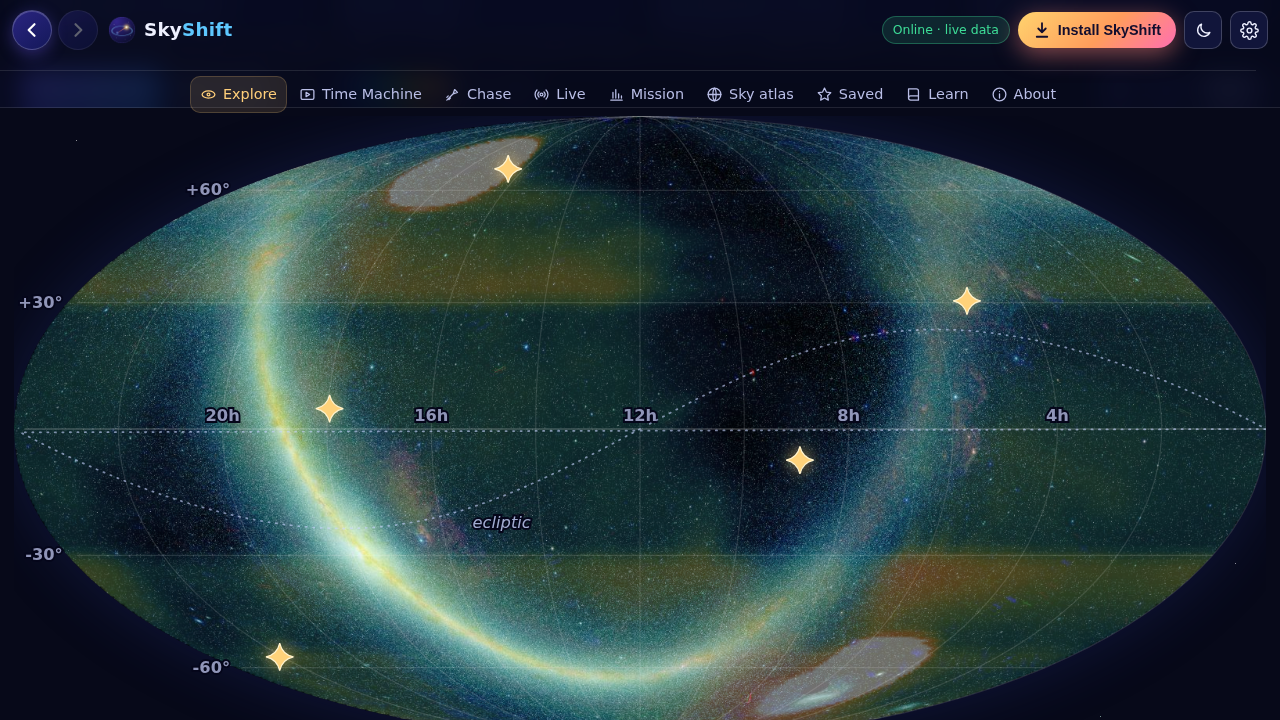 SkyShift
Online · live data
Install SkyShift
Explore
Time Machine
Chase
Live
Mission
Sky atlas
Saved
Learn
About
+60°
+30°
20h
16h
12h
8h
4h
ecliptic
-30°
-60°